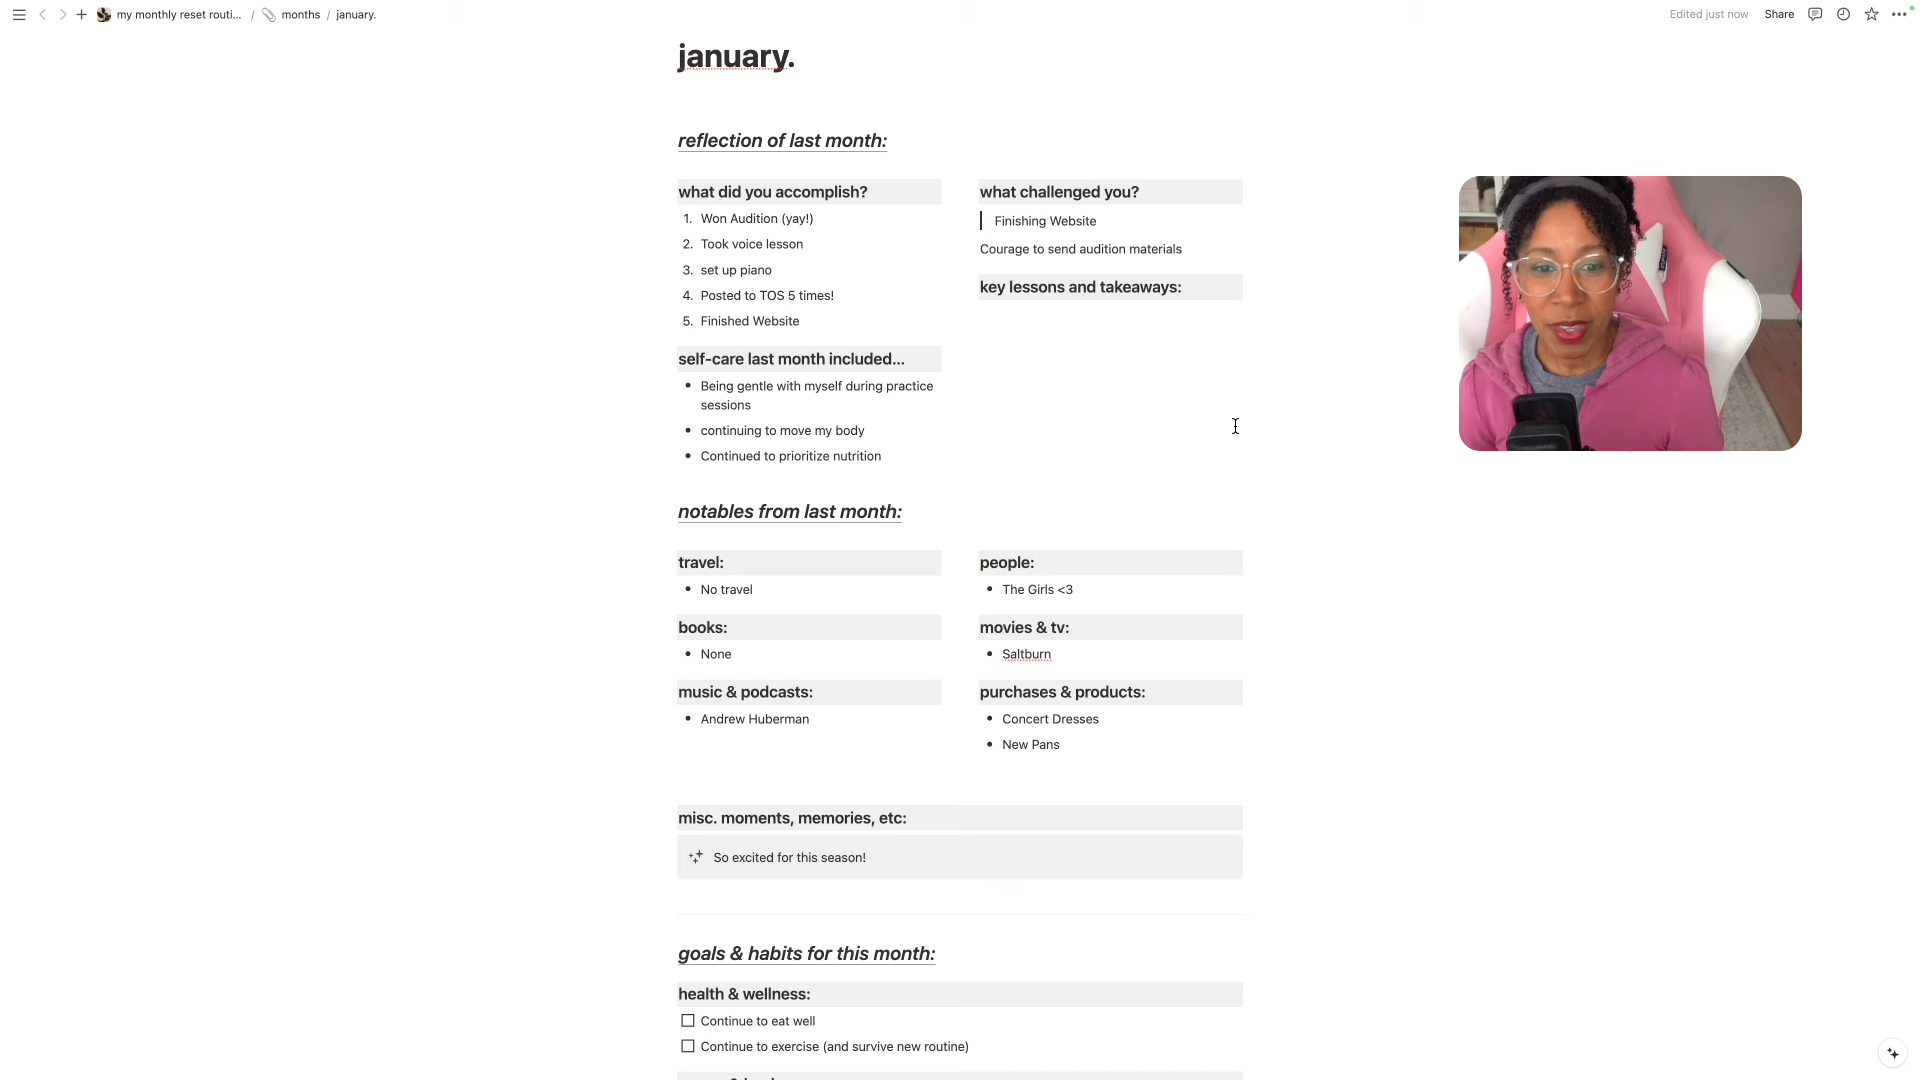 my monthly reset routi... / months / january.
Edited just now Share
january.
reflection of last month:
what did you accomplish?
1. Won Audition (yay!)
2. Took voice lesson
3. set up piano
4. Posted to TOS 5 times!
5. Finished Website
self-care last month included...
• Being gentle with myself during practice
sessions
• continuing to move my body
• Continued to prioritize nutrition
what challenged you?
Finishing Website
Courage to send audition materials
key lessons and takeaways:
notables from last month:
travel:
• No travel
books:
• None
music & podcasts:
• Andrew Huberman
people:
• The Girls <3
movies & tv:
• Saltburn
purchases & products:
• Concert Dresses
• New Pans
misc. moments, memories, etc:
So excited for this season!
goals & habits for this month:
health & wellness:
Continue to eat well
Continue to exercise (and survive new routine)